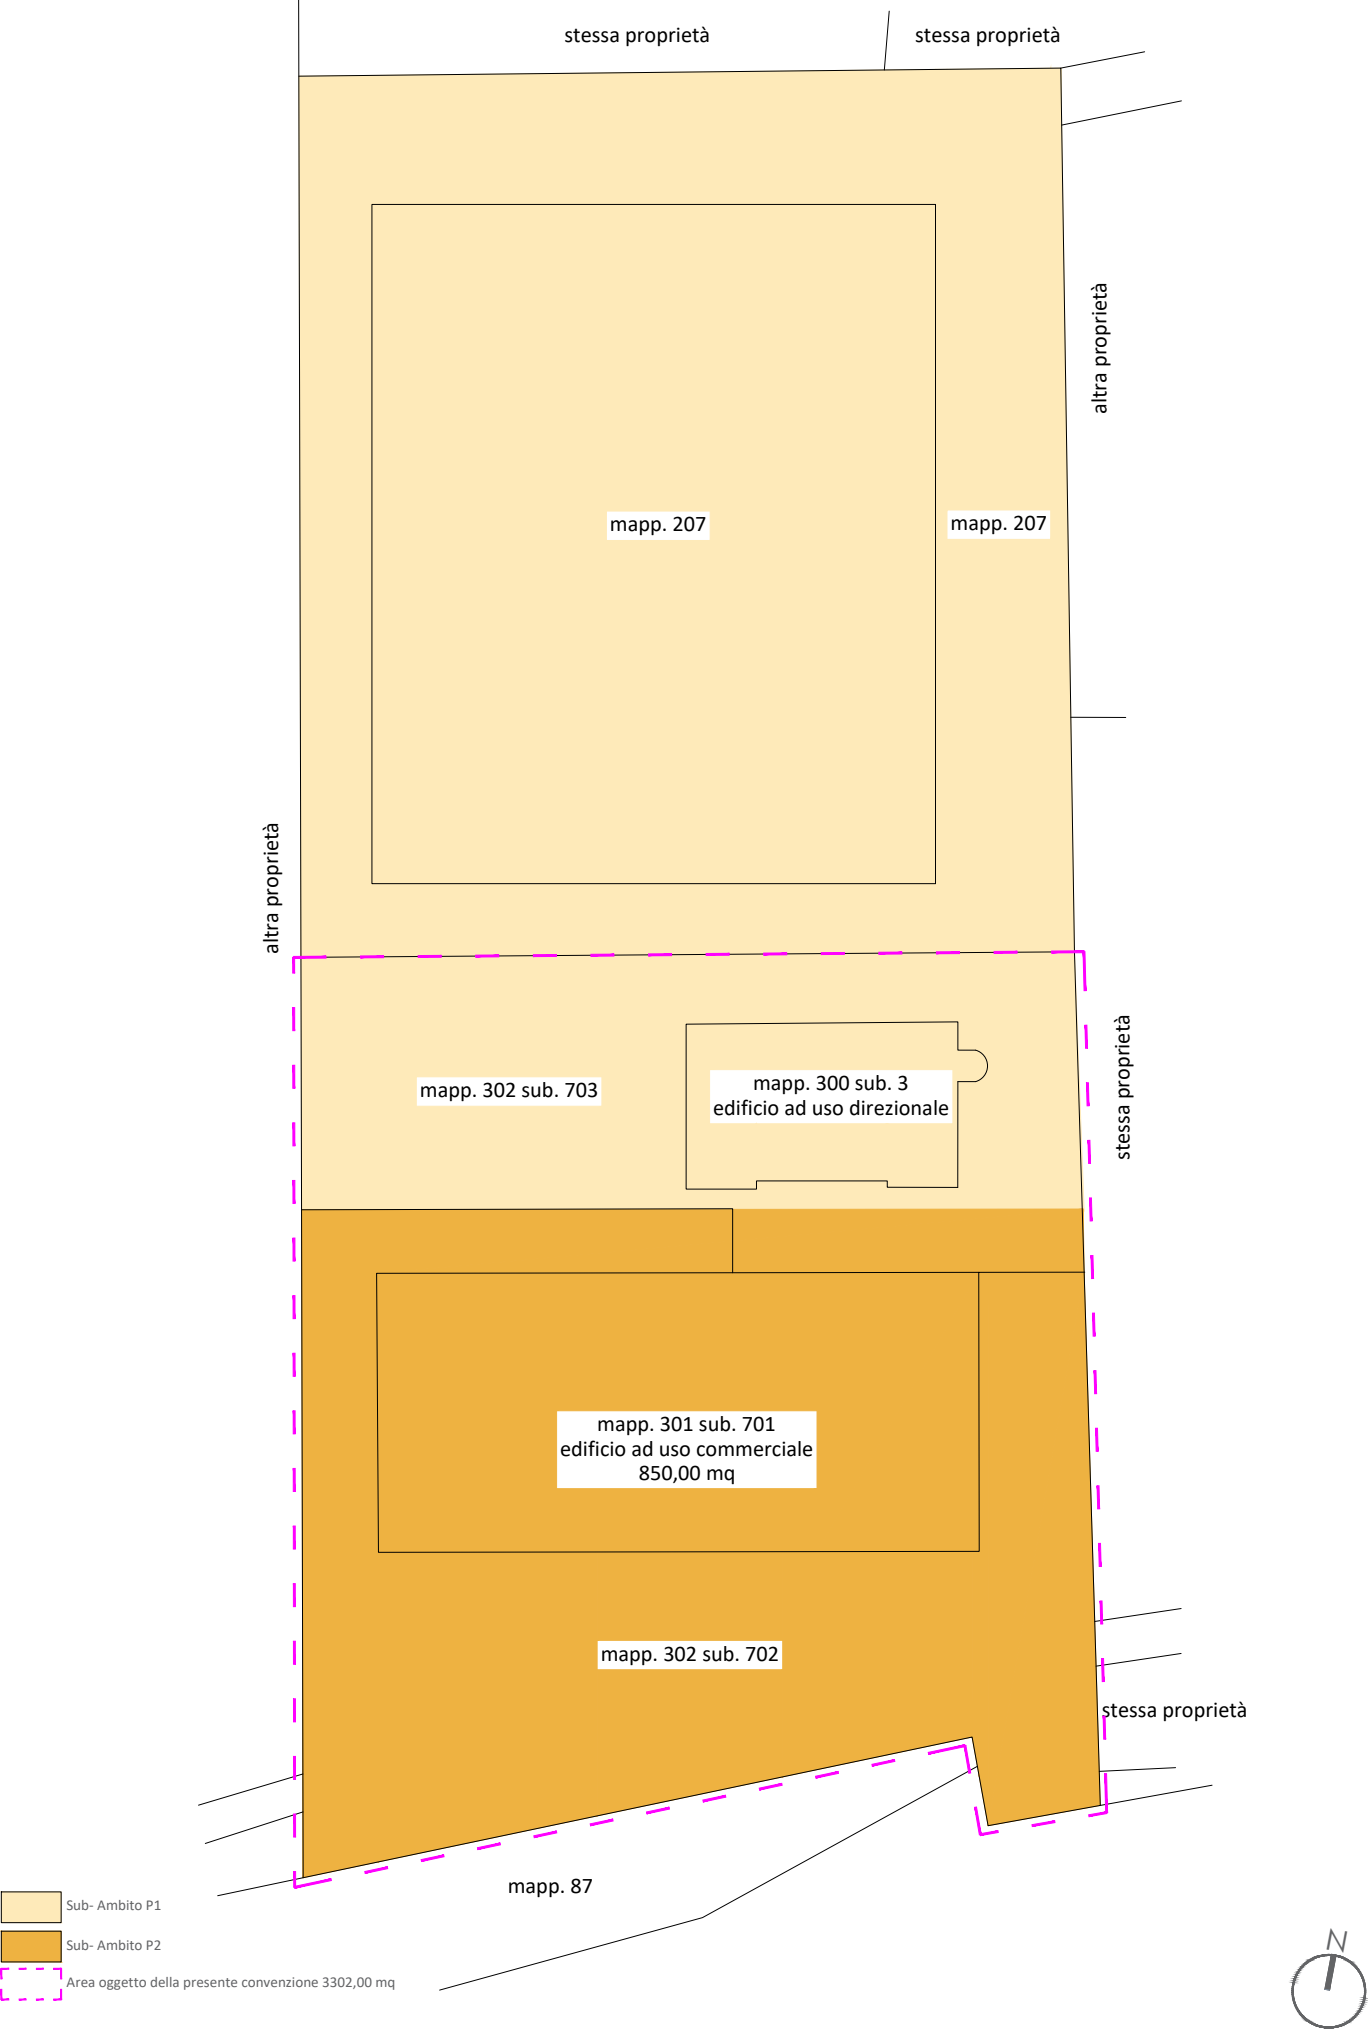 stessa proprietà
stessa proprietà
altra proprietà
mapp. 207
mapp. 207
altra proprietà
stessa proprietà
mapp. 302 sub. 703
mapp. 300 sub. 3
edificio ad uso direzionale
mapp. 301 sub. 701
edificio ad uso commerciale
850,00 mq
mapp. 302 sub. 702
stessa proprietà
mapp. 87
Sub- Ambito P1
Sub- Ambito P2
Area oggetto della presente convenzione 3302,00 mq
N